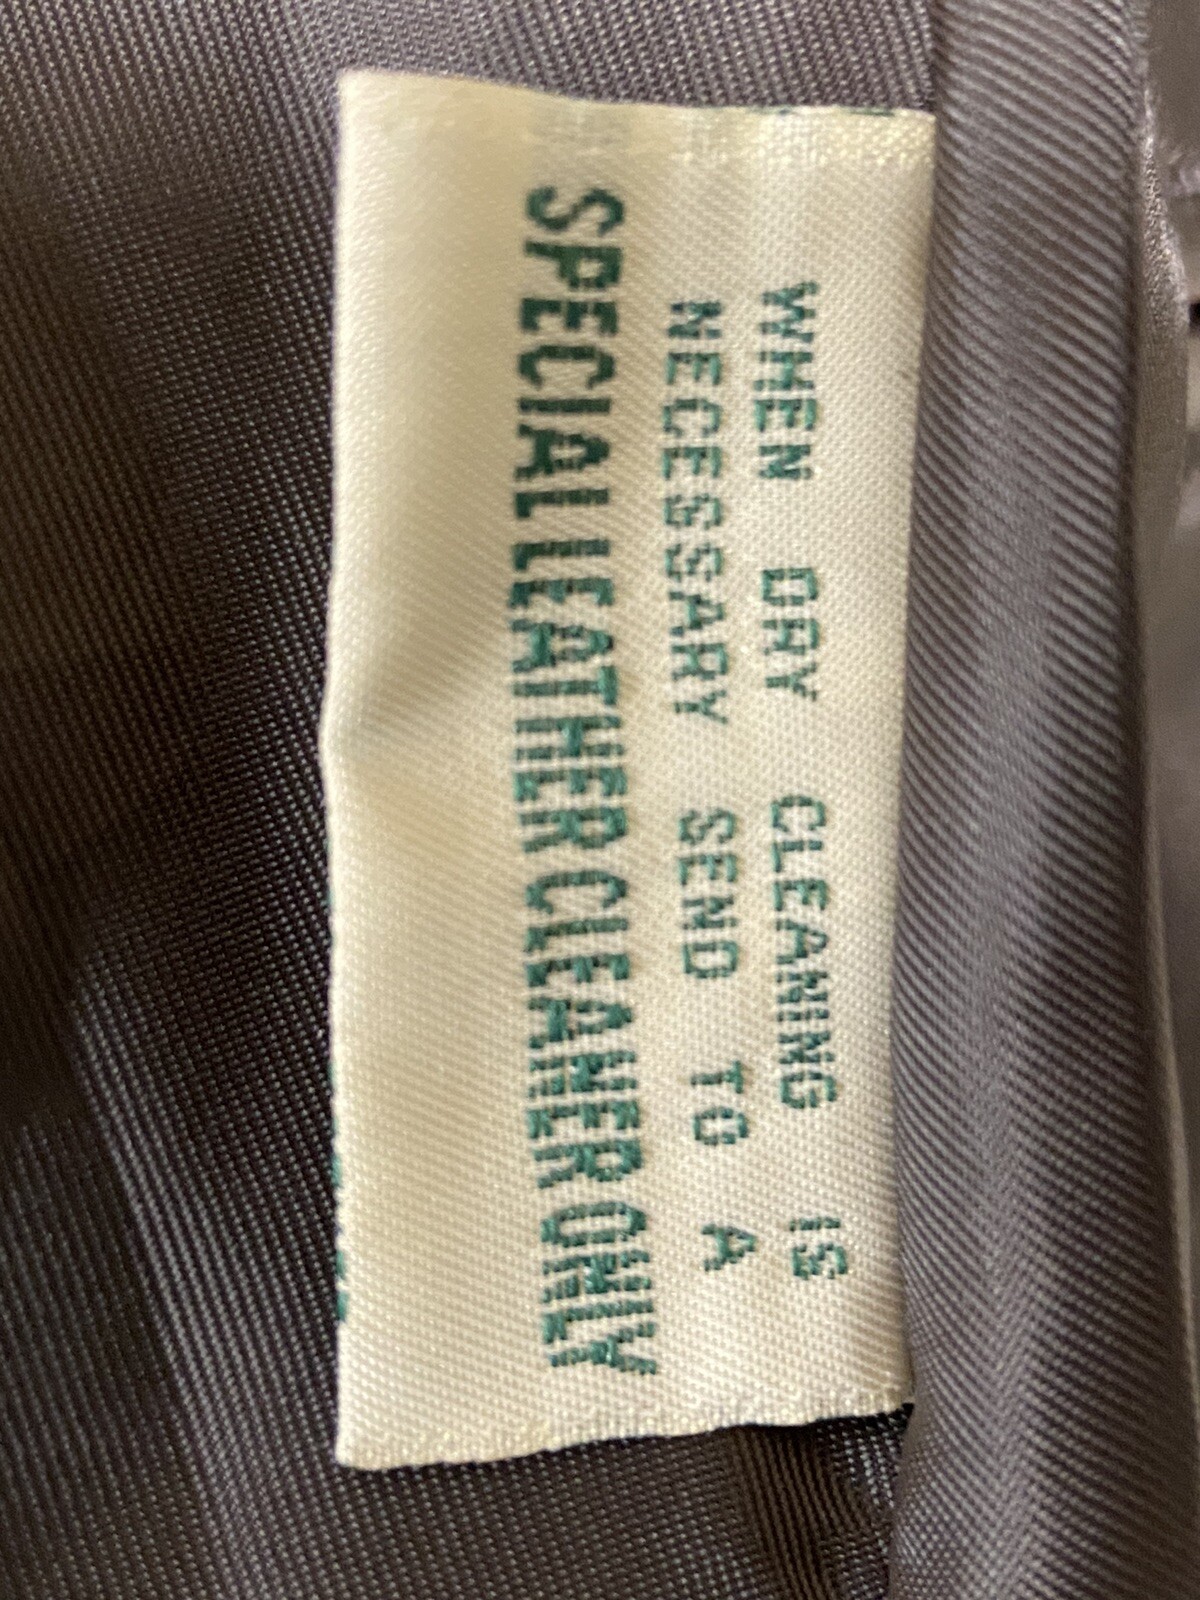 WHEN DRY CLEANING IS
NECESSARY SEND TO A
SPECIAL LEATHER CLEANER ONLY